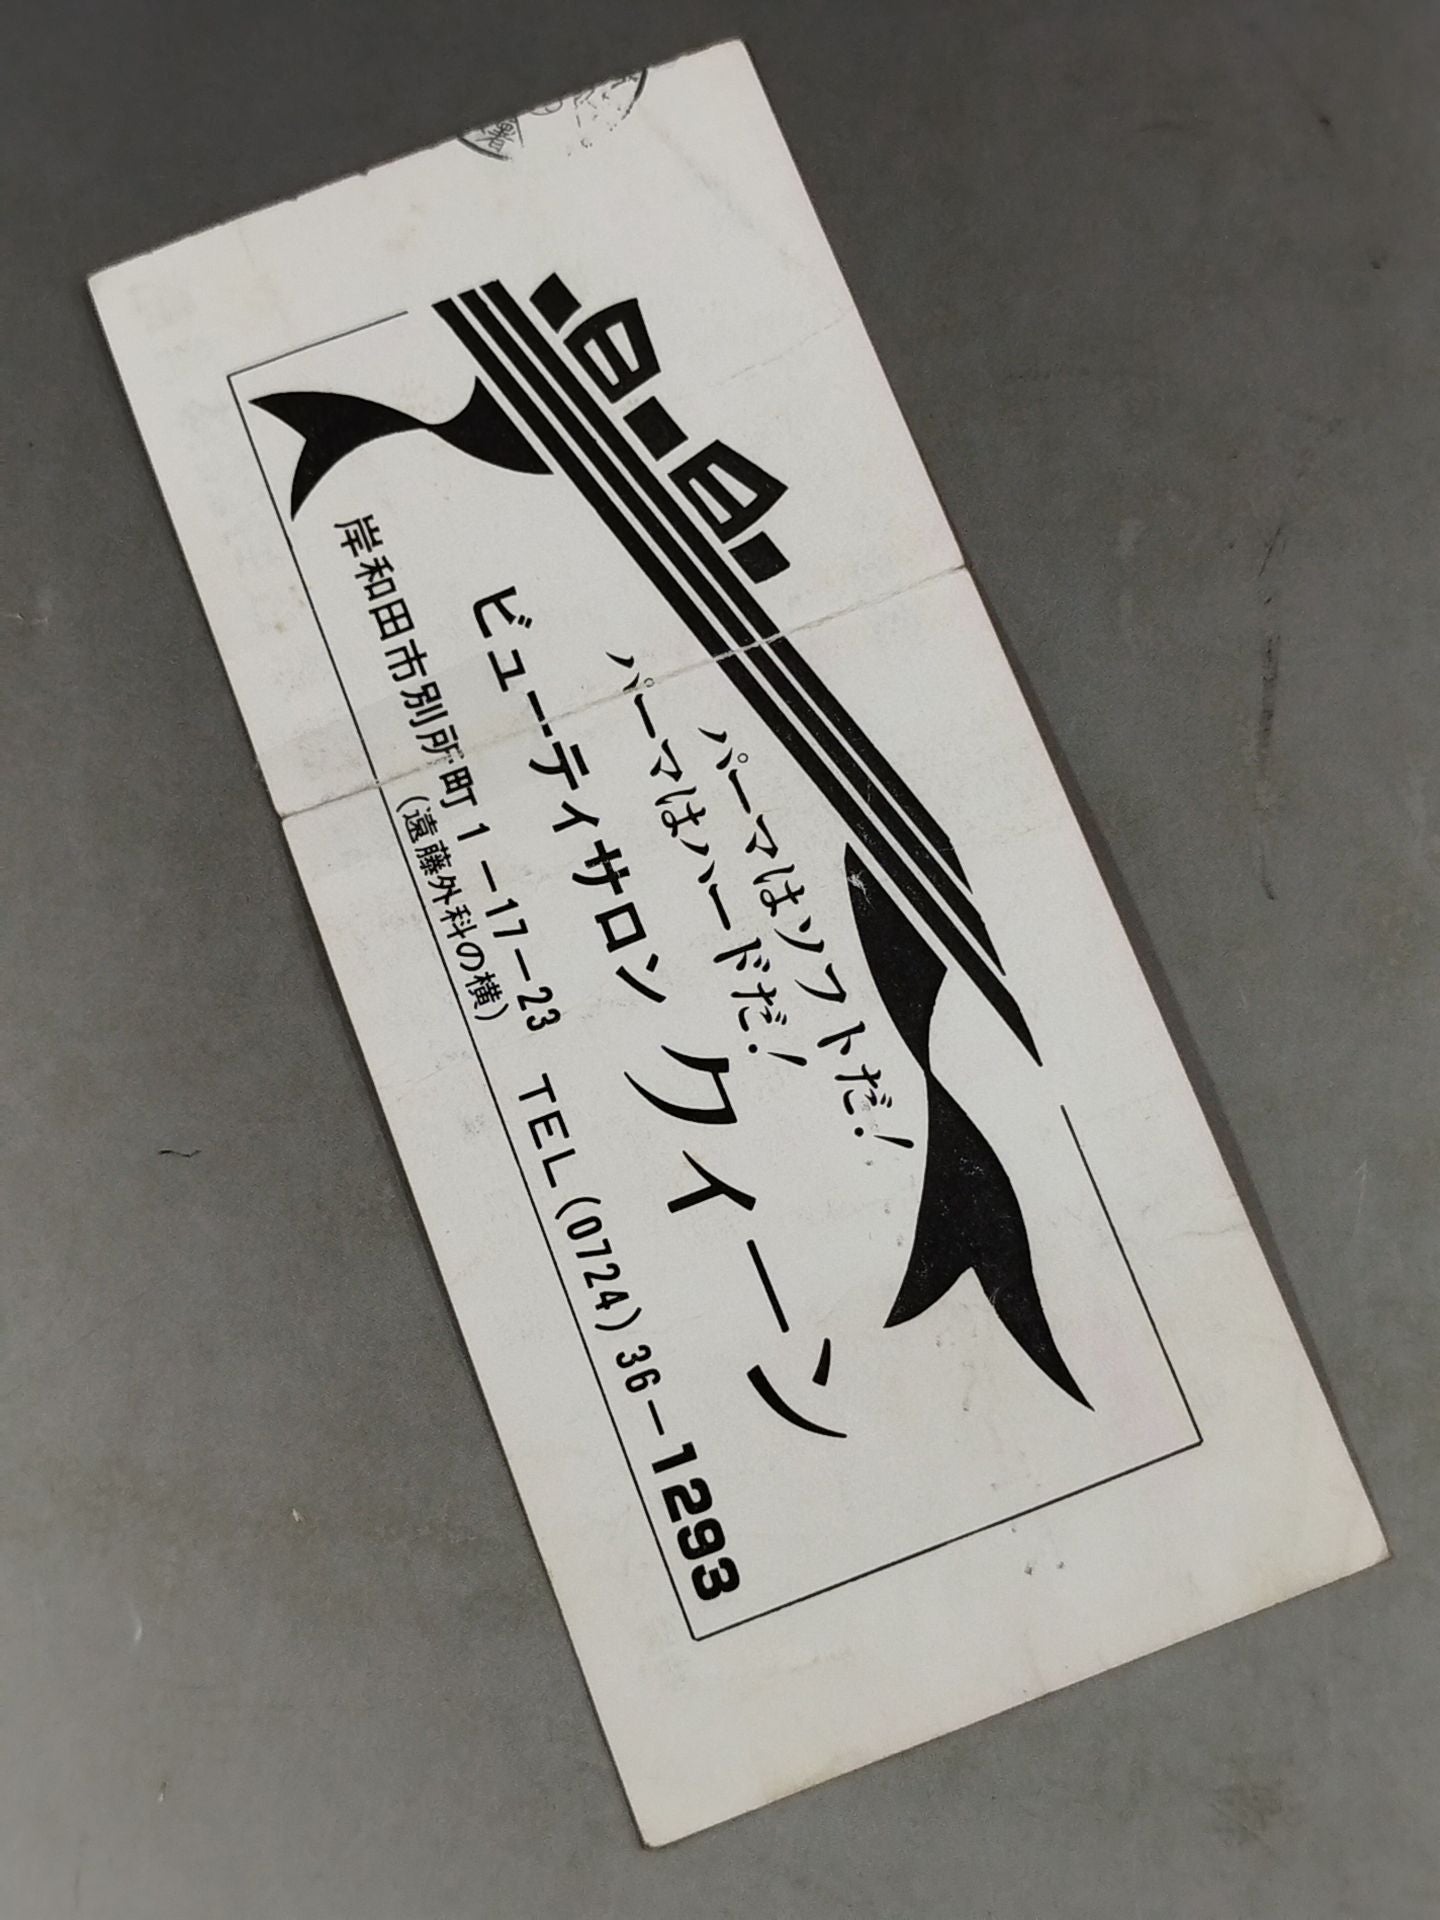 パーマはソフトだ!
パーマはハードだ!
ビューティサロン クィーン
岸和田市別所町1-17-23 TEL(0724)36-1293
(遠藤外科の横)